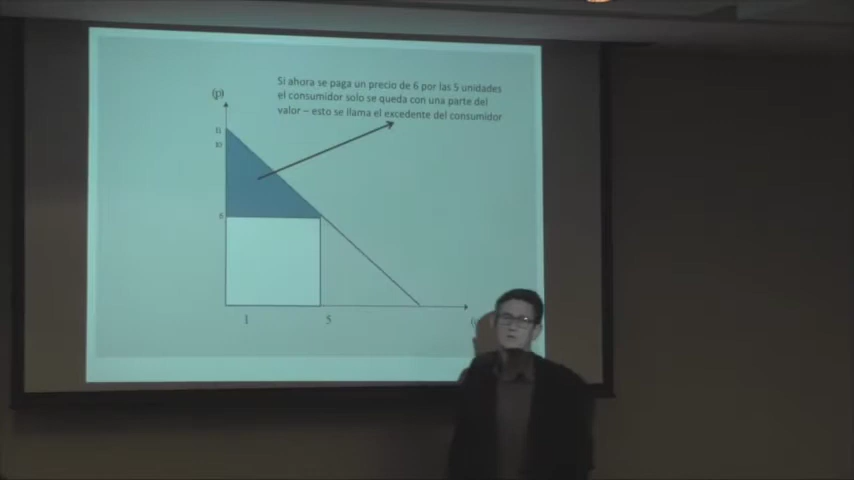 Si ahora se paga un precio de 6 por las 5 unidades
el consumidor solo se queda con una parte del
valor – esto se llama el excedente del consumidor
(p)
11
10
6
1 5